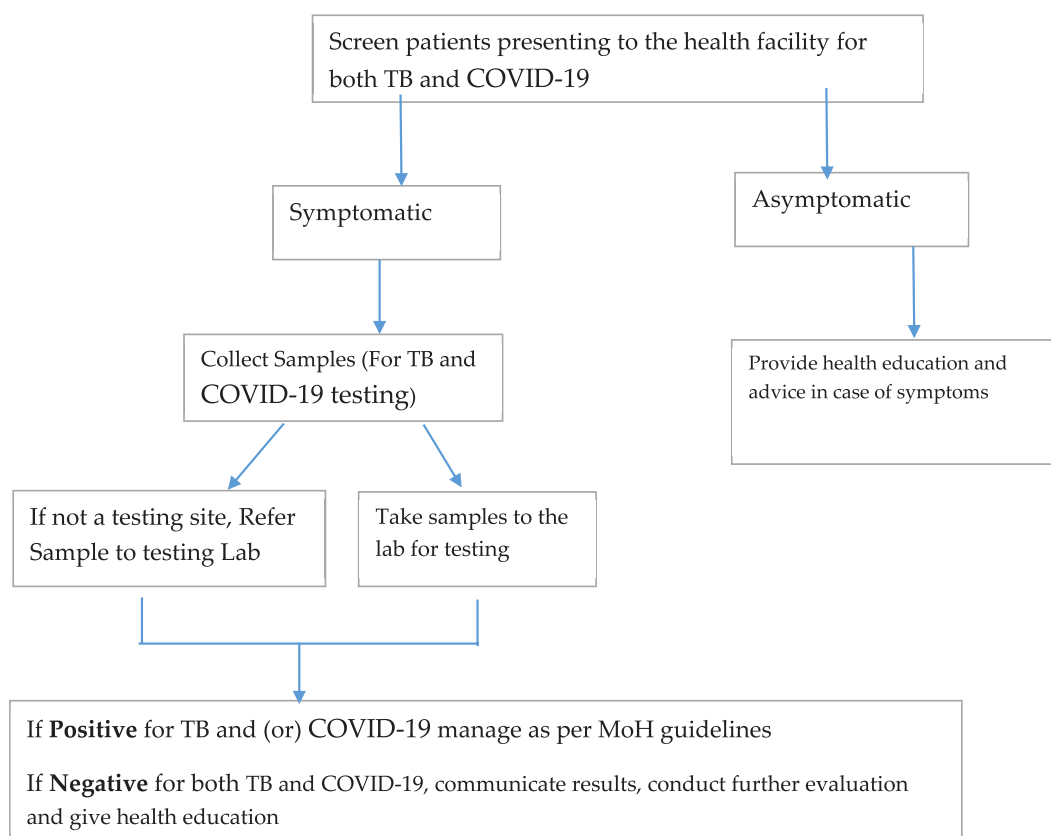 Screen patients presenting to the health facility for
both TB and COVID-19
Symptomatic
Asymptomatic
Collect Samples (For TB and
COVID-19 testing)
Provide health education and
advice in case of symptoms
If not a testing site, Refer
Sample to testing Lab
Take samples to the
lab for testing
If Positive for TB and (or) COVID-19 manage as per MoH guidelines
If Negative for both TB and COVID-19, communicate results, conduct further evaluation
and give health education